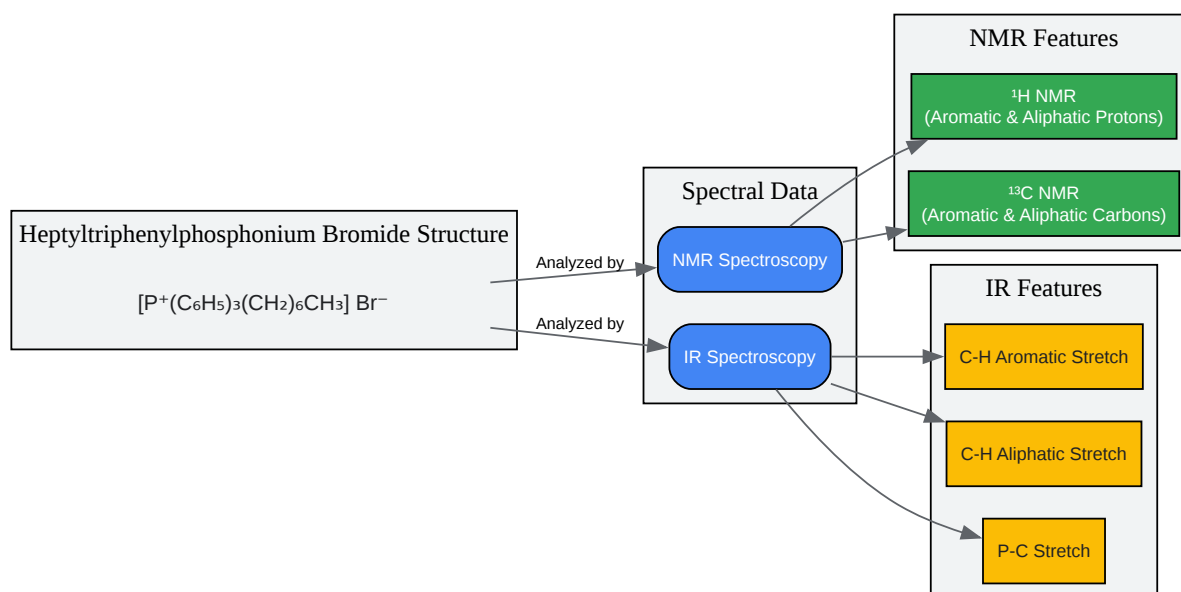 Heptyltriphenylphosphonium Bromide Structure
[P⁺(C₆H₅)₃(CH₂)₆CH₃] Br⁻
Analyzed by
Analyzed by
Spectral Data
NMR Spectroscopy
IR Spectroscopy
NMR Features
¹H NMR
(Aromatic & Aliphatic Protons)
¹³C NMR
(Aromatic & Aliphatic Carbons)
IR Features
C-H Aromatic Stretch
C-H Aliphatic Stretch
P-C Stretch